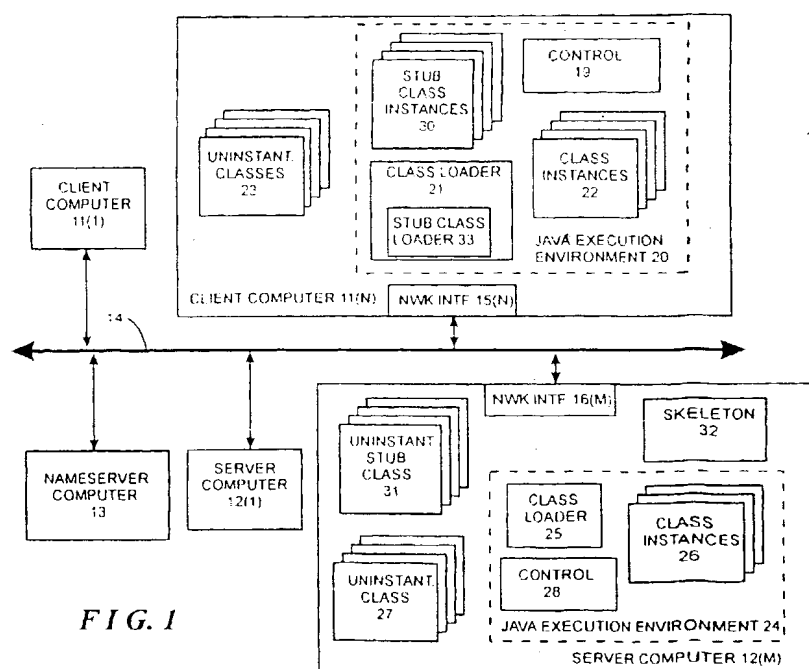 STUB
CLASS
INSTANCES
30
CONTROL
19
UNINSTANT.
CLASSES
23
CLASS LOADER
21
STUB CLASS
LOADER 33
CLASS
INSTANCES
22
JAVA EXECUTION
ENVIRONMENT 20
CLIENT COMPUTER 11(N)
NWK INTF 15(N)
CLIENT
COMPUTER
11(1)
14
NAMESERVER
COMPUTER
13
SERVER
COMPUTER
12(1)
NWK INTF 16(M)
SKELETON
32
UNINSTANT
STUB
CLASS
31
UNINSTANT.
CLASS
27
CLASS
LOADER
25
CONTROL
28
CLASS
INSTANCES
26
JAVA EXECUTION ENVIRONMENT 24
SERVER COMPUTER 12(M)
FIG. 1